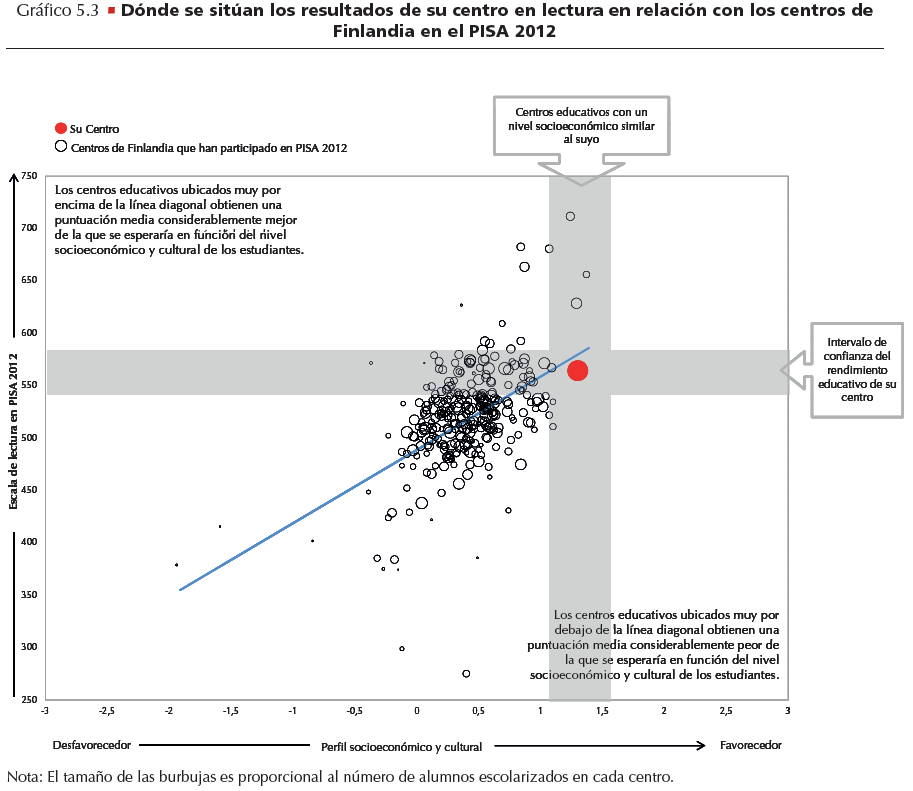 Gráfico 5.3 ■ Dónde se sitúan los resultados de su centro en lectura en relación con los centros de
Finlandia en el PISA 2012
Su Centro
Centros de Finlandia que han participado en PISA 2012
Centros educativos con un
nivel socioeconómico similar
al suyo
Los centros educativos ubicados muy por
encima de la línea diagonal obtienen una
puntuación media considerablemente mejor
de la que se esperaría en función del nivel
socioeconómico y cultural de los estudiantes.
Escala de lectura en PISA 2012
750
700
650
600
550
500
450
400
350
300
250
Intervalo de
confianza del
rendimiento
educativo de su
centro
Los centros educativos ubicados muy por
debajo de la línea diagonal obtienen una
puntuación media considerablemente peor de
la que se esperaría en función del nivel
socioeconómico y cultural de los estudiantes.
-3 -2 -1 -0,5 0 0,5 1 1,5 2 3
Desfavorecedor Perfil socioeconómico y cultural Favorecedor
Nota: El tamaño de las burbujas es proporcional al número de alumnos escolarizados en cada centro.